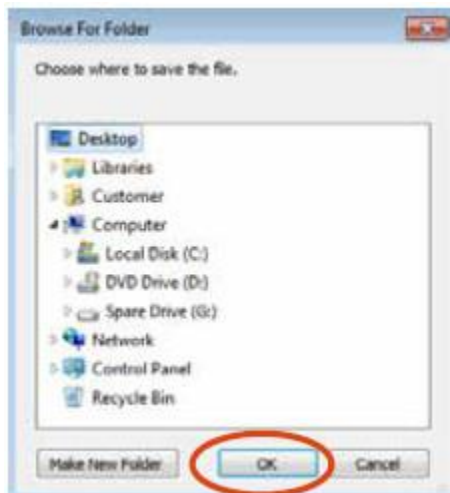 Browse For Folder
Choose where to save the file.
Desktop
Libraries
Customer
Computer
Local Disk (C:)
DVD Drive (D:)
Spare Drive (G:)
Network
Control Panel
Recycle Bin
Make New Folder OK Cancel